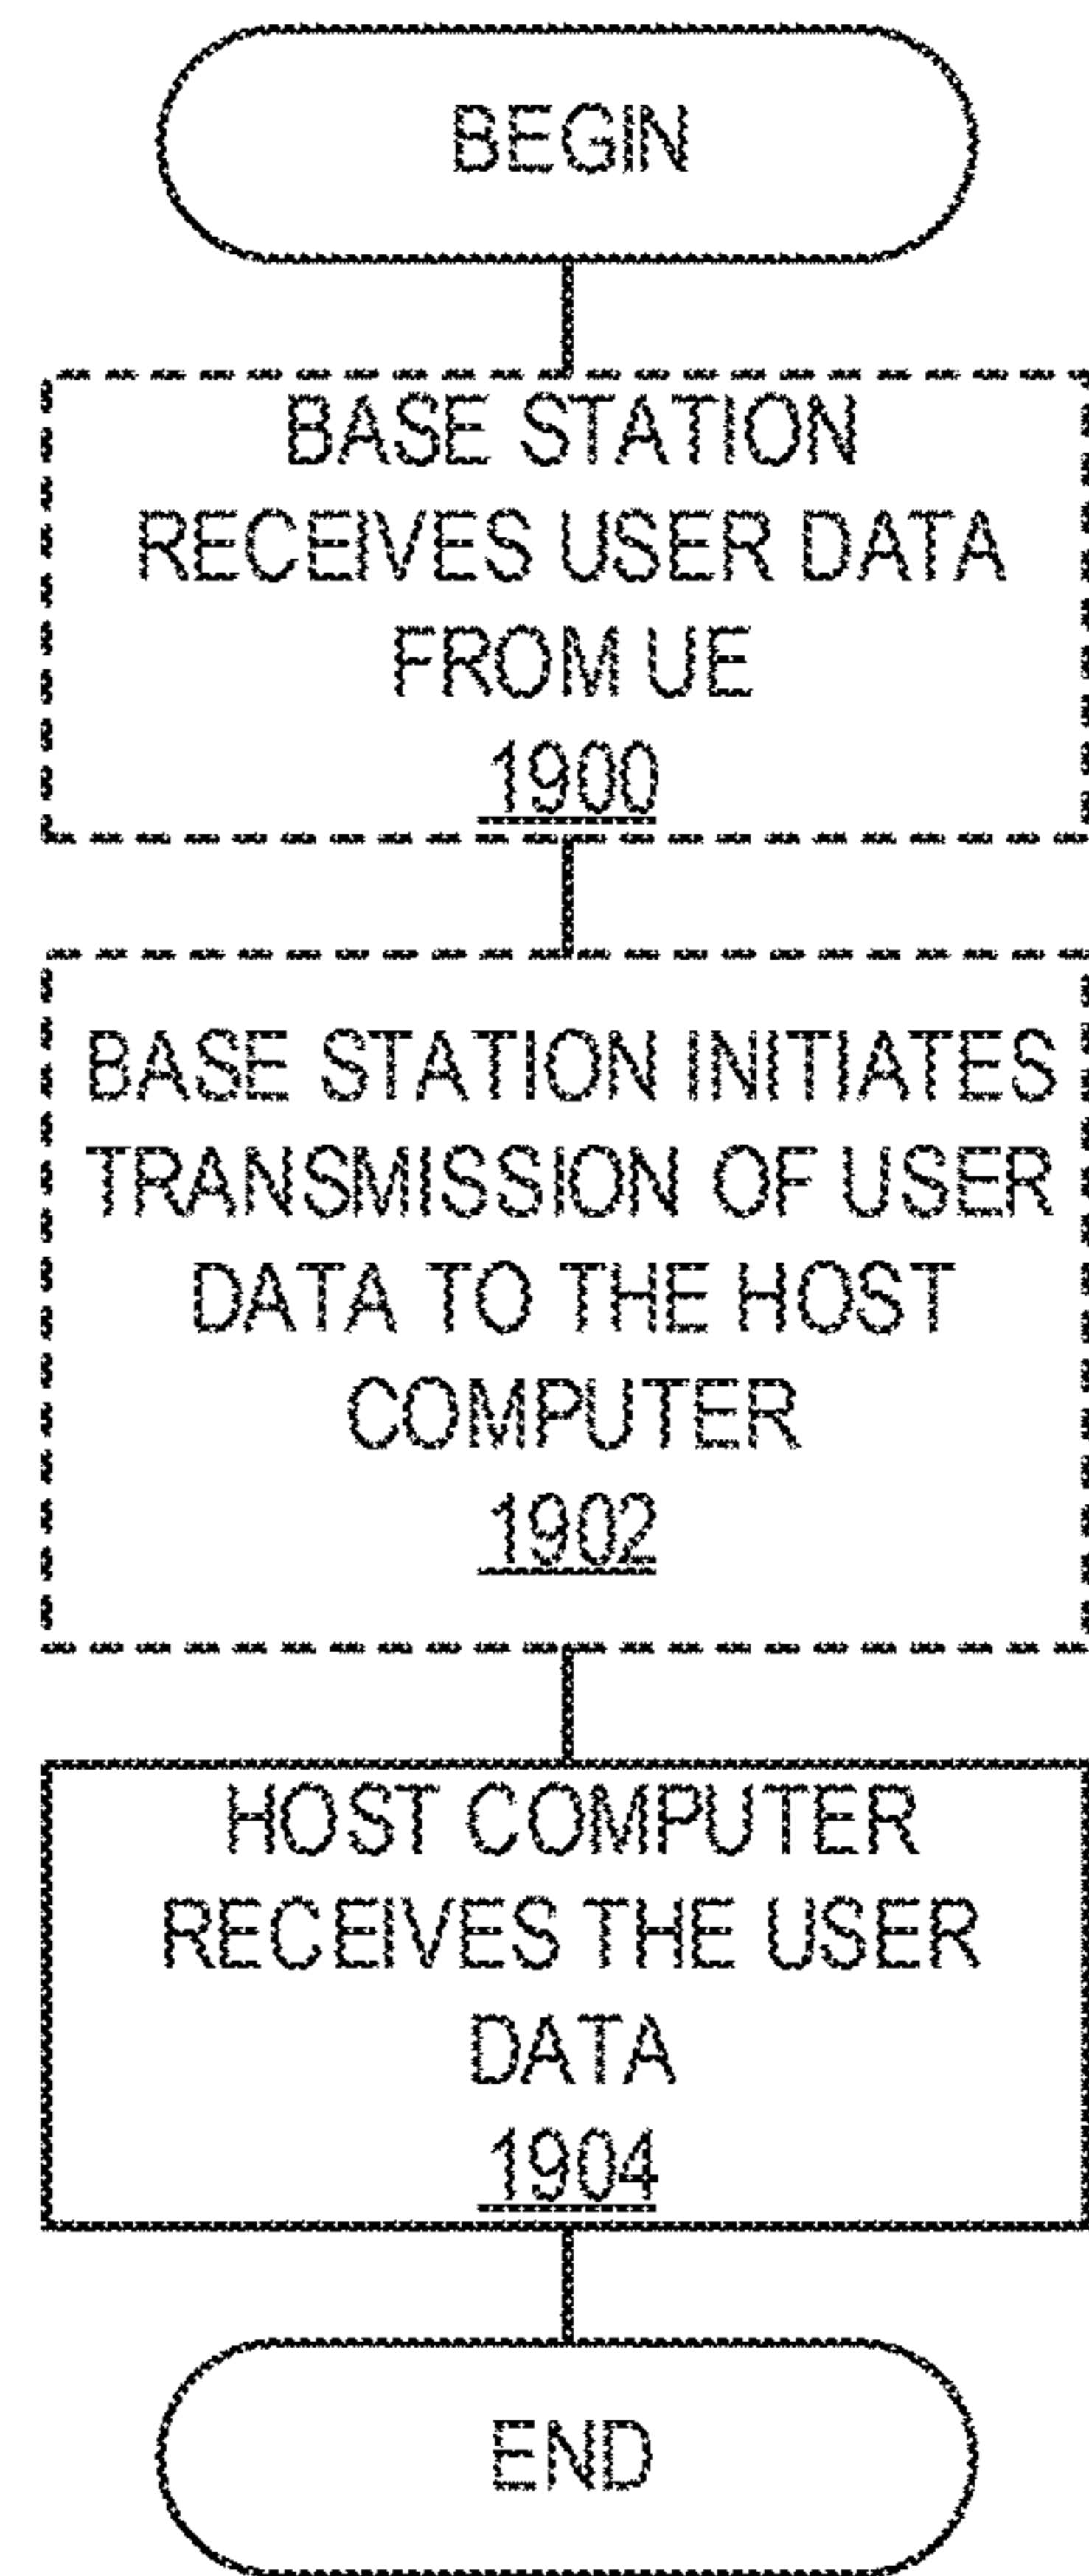 BEGIN
BASE STATION
RECEIVES USER DATA
FROM UE
1900
BASE STATION INITIATES
TRANSMISSION OF USER
DATA TO THE HOST
COMPUTER
1902
HOST COMPUTER
RECEIVES THE USER
DATA
1904
END